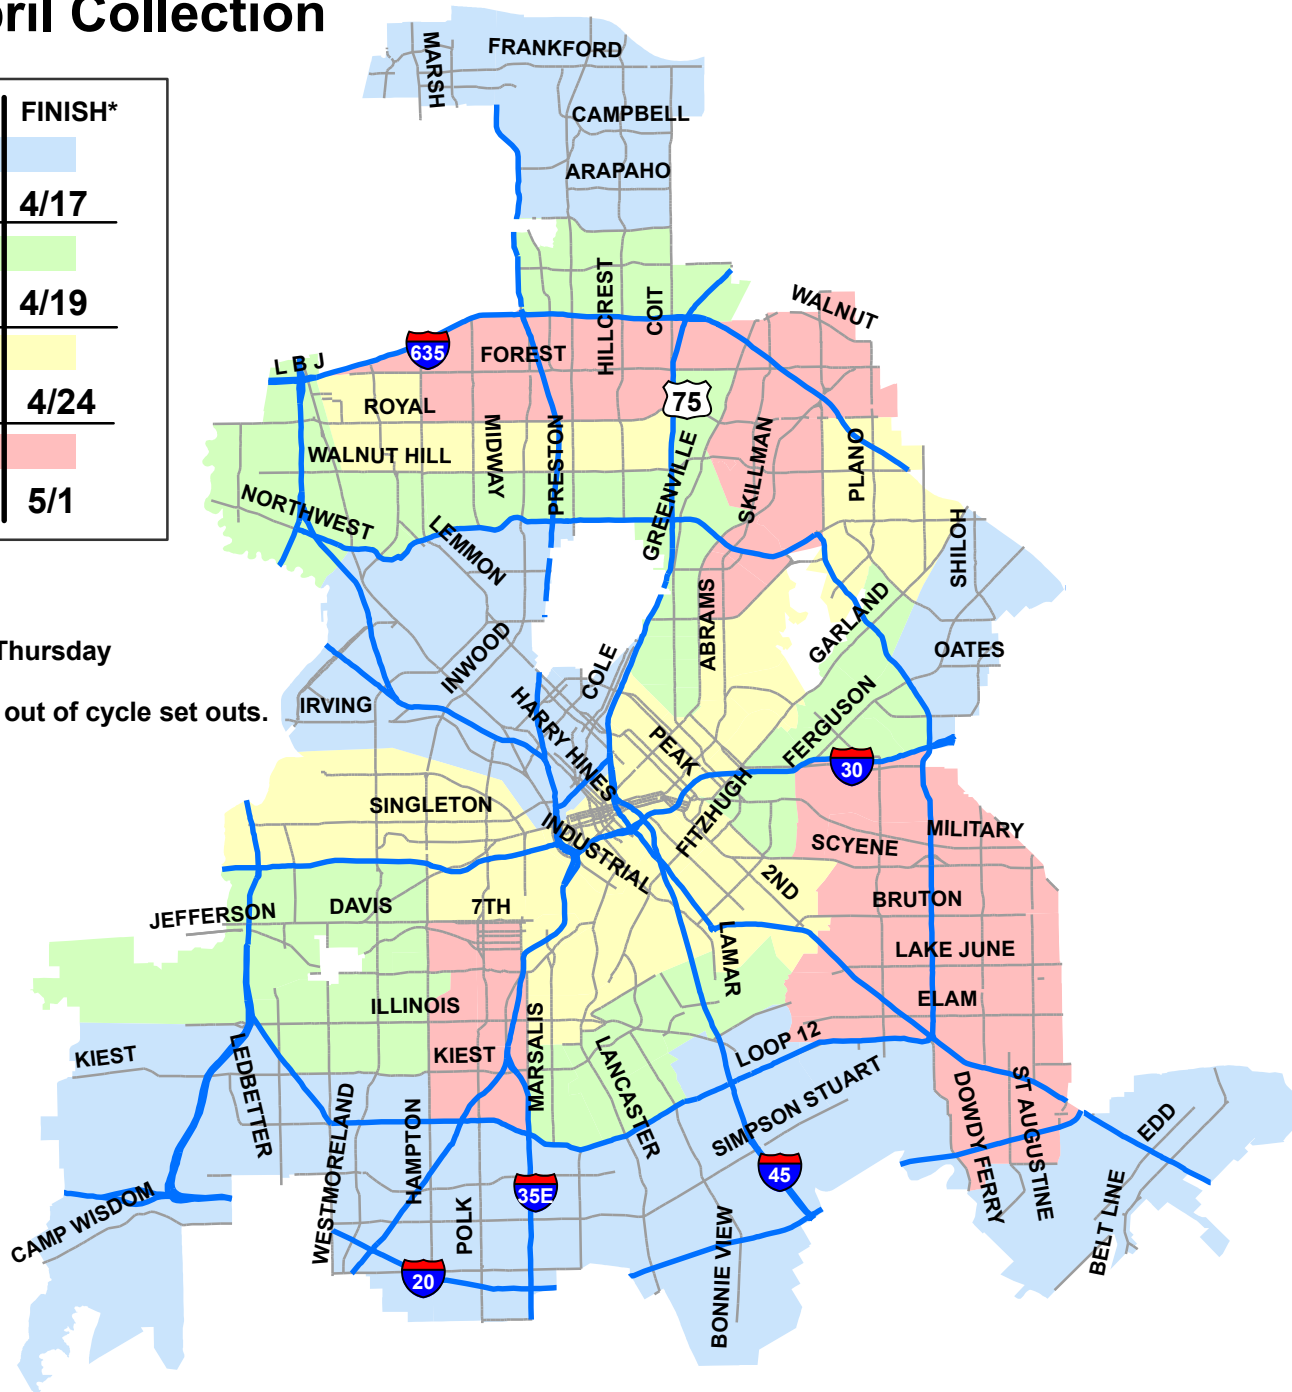 pril Collection
FINISH*
4/17
4/19
4/24
5/1
Thursday
out of cycle set outs.
MARSH
FRANKFORD
CAMPBELL
ARAPAHO
HILLCREST
COIT
WALNUT
L B J
635
FOREST
75
ROYAL
WALNUT HILL
MIDWAY
PRESTON
GREENVILLE
SKILLMAN
PLANO
NORTHWEST
LEMMON
SHILOH
ABRAMS
GARLAND
OATES
INWOOD
COLE
IRVING
HARRY HINES
PEAK
FERGUSON
30
SINGLETON
INDUSTRIAL
FITZHUGH
MILITARY
SCYENE
2ND
BRUTON
JEFFERSON
DAVIS
7TH
LAMAR
LAKE JUNE
ELAM
ILLINOIS
KIEST
LEDBETTER
KIEST
MARSALIS
LANCASTER
LOOP 12
SIMPSON STUART
DOWDY FERRY
ST AUGUSTINE
EDD
WESTMORELAND
HAMPTON
45
35E
CAMP WISDOM
POLK
BONNIE VIEW
BELT LINE
20